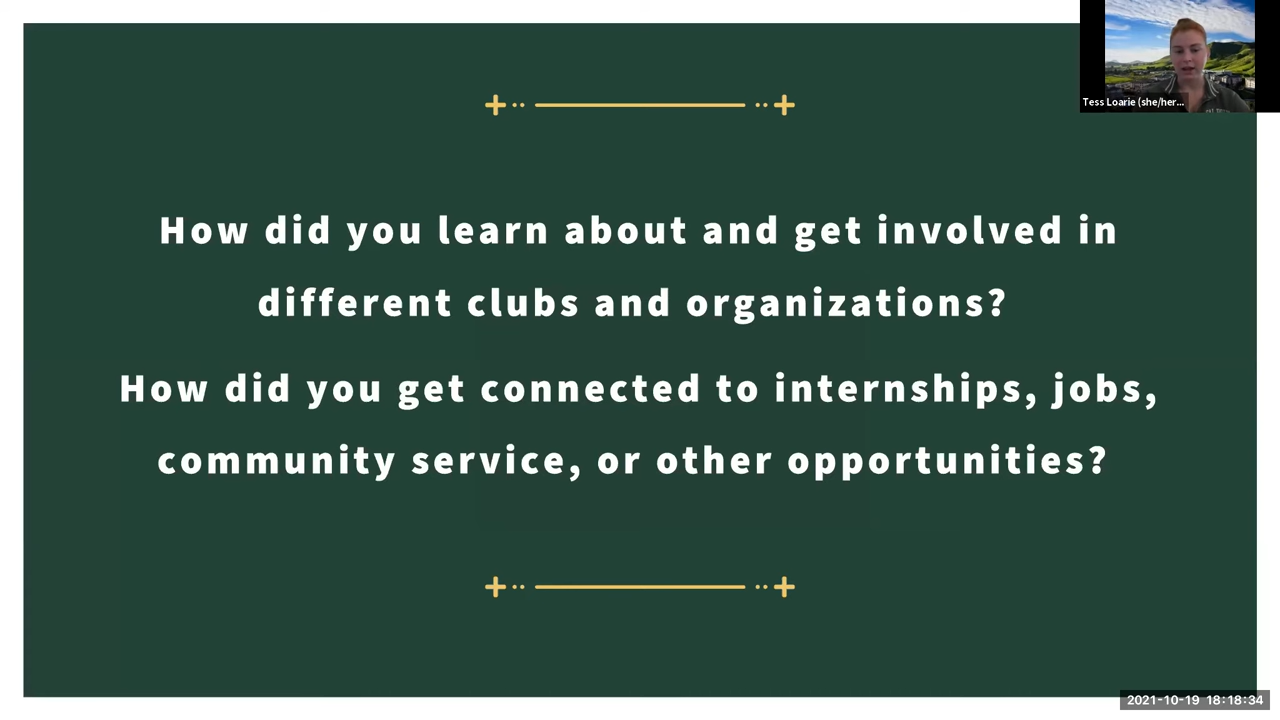 Tess Loarie (she/her...
How did you learn about and get involved in
different clubs and organizations?
How did you get connected to internships, jobs,
community service, or other opportunities?
2021-10-19 18:18:34